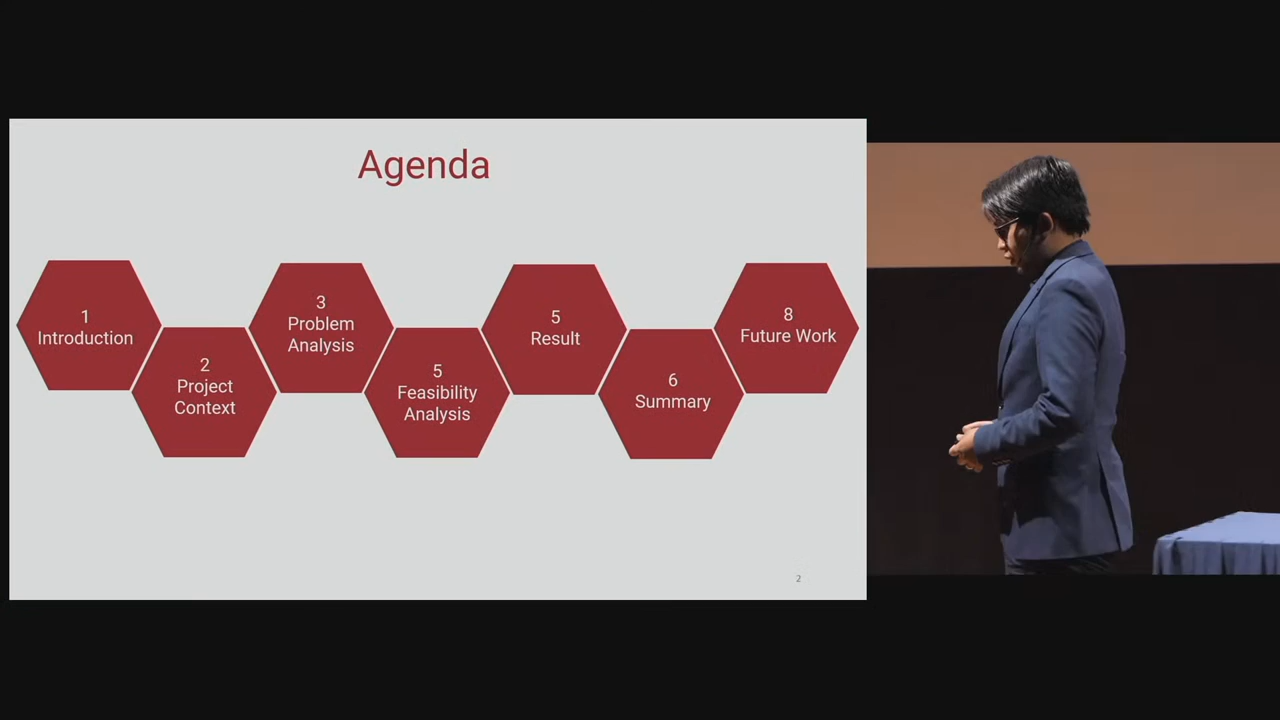 Agenda
1
Introduction
2
Project
Context
3
Problem
Analysis
5
Feasibility
Analysis
5
Result
6
Summary
8
Future Work
2